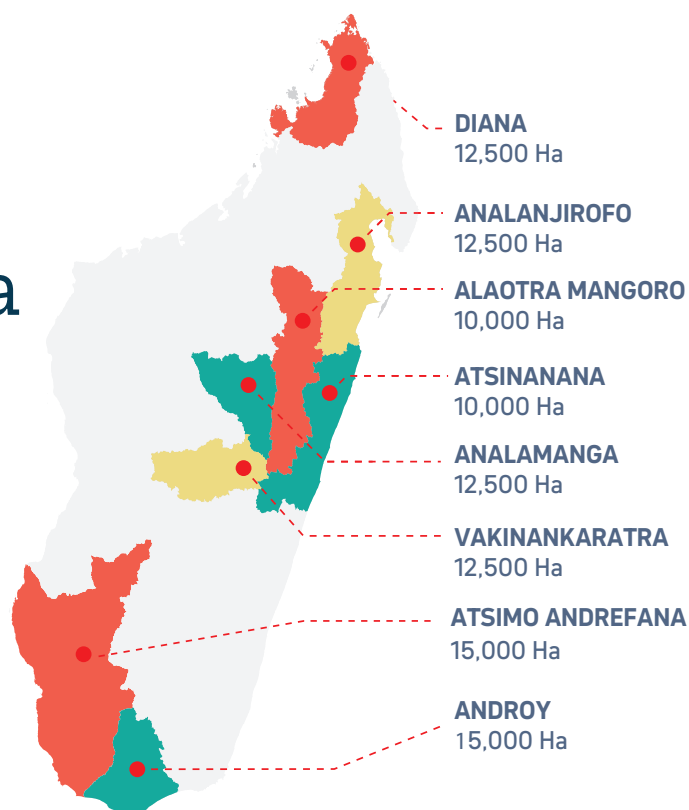 a
DIANA
12,500 Ha
ANALANJIROFO
12,500 Ha
ALAOTRA MANGORO
10,000 Ha
ATSINANANA
10,000 Ha
ANALAMANGA
12,500 Ha
VAKINANKARATRA
12,500 Ha
ATSIMO ANDREFANA
15,000 Ha
ANDROY
15,000 Ha